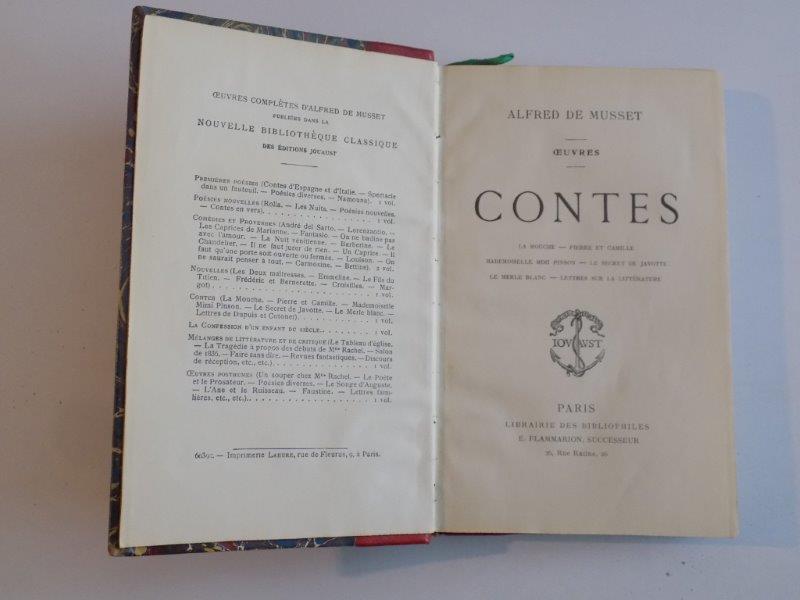 ŒUVRES COMPLÈTES D'ALFRED DE MUSSET
PUBLIÉES DANS LA
NOUVELLE BIBLIOTHÈQUE CLASSIQUE
DES ÉDITIONS JOUAUST
PREMIÈRES POÉSIES (Contes d'Espagne et d'Italie. — Spectacle
dans un fauteuil. — Poésies diverses. — Namouna). 1 vol.
POÉSIES NOUVELLES (Rolla. — Les Nuits. — Poésies nouvelles.
— Contes en vers). . . . . . . . . . . . . . . . 1 vol.
COMÉDIES ET PROVERBES (André del Sarto. — Lorenzaccio. —
Les Caprices de Marianne. — Fantasio. — On ne badine pas
avec l'amour. — La Nuit vénitienne. — Barberine. — Le
Chandelier. — Il ne faut jurer de rien. — Un Caprice. — Il
faut qu'une porte soit ouverte ou fermée. — Louison. — On
ne saurait penser à tout. — Carmosine. — Bettine). 2 vol.
NOUVELLES (Les Deux maîtresses. — Emmeline. — Le Fils du
Titien. — Frédéric et Bernerette. — Croisilles. — Mar-
got). . . . . . . . . . . . . . . . . . . . . . 1 vol.
CONTES (La Mouche. — Pierre et Camille. — Mademoiselle
Mimi Pinson. — Le Secret de Javotte. — Le Merle blanc. —
Lettres de Dupuis et Cotonet) . . . . . . . . . . 1 vol.
LA CONFESSION D'UN ENFANT DU SIÈCLE. . . . . . . . 1 vol.
MÉLANGES DE LITTÉRATURE ET DE CRITIQUE (Le Tableau d'église.
— La Tragédie à propos des débuts de Mlle Rachel. — Salon
de 1836. — Faire sans dire. — Revues fantastiques. — Discours
de réception, etc., etc.) . . . . . . . . . . . . 1 vol.
ŒUVRES POSTHUMES (Un souper chez Mlle Rachel. — Le Poète
et le Prosateur. — Poésies diverses. — Le Songe d'Auguste.
— L'Ane et le Ruisseau. — Faustine. — Lettres fami-
lières, etc., etc.). . . . . . . . . . . . . . . 1 vol.
— Imprimerie LAHURE, rue de Fleurus, 9, à Paris.
ALFRED DE MUSSET
ŒUVRES
CONTES
LA MOUCHE — PIERRE ET CAMILLE
MADEMOISELLE MIMI PINSON — LE SECRET DE JAVOTTE
LE MERLE BLANC — LETTRES SUR LA LITTÉRATURE
IOVAVST
PARIS
LIBRAIRIE DES BIBLIOPHILES
E. FLAMMARION, SUCCESSEUR
26, Rue Racine, 26